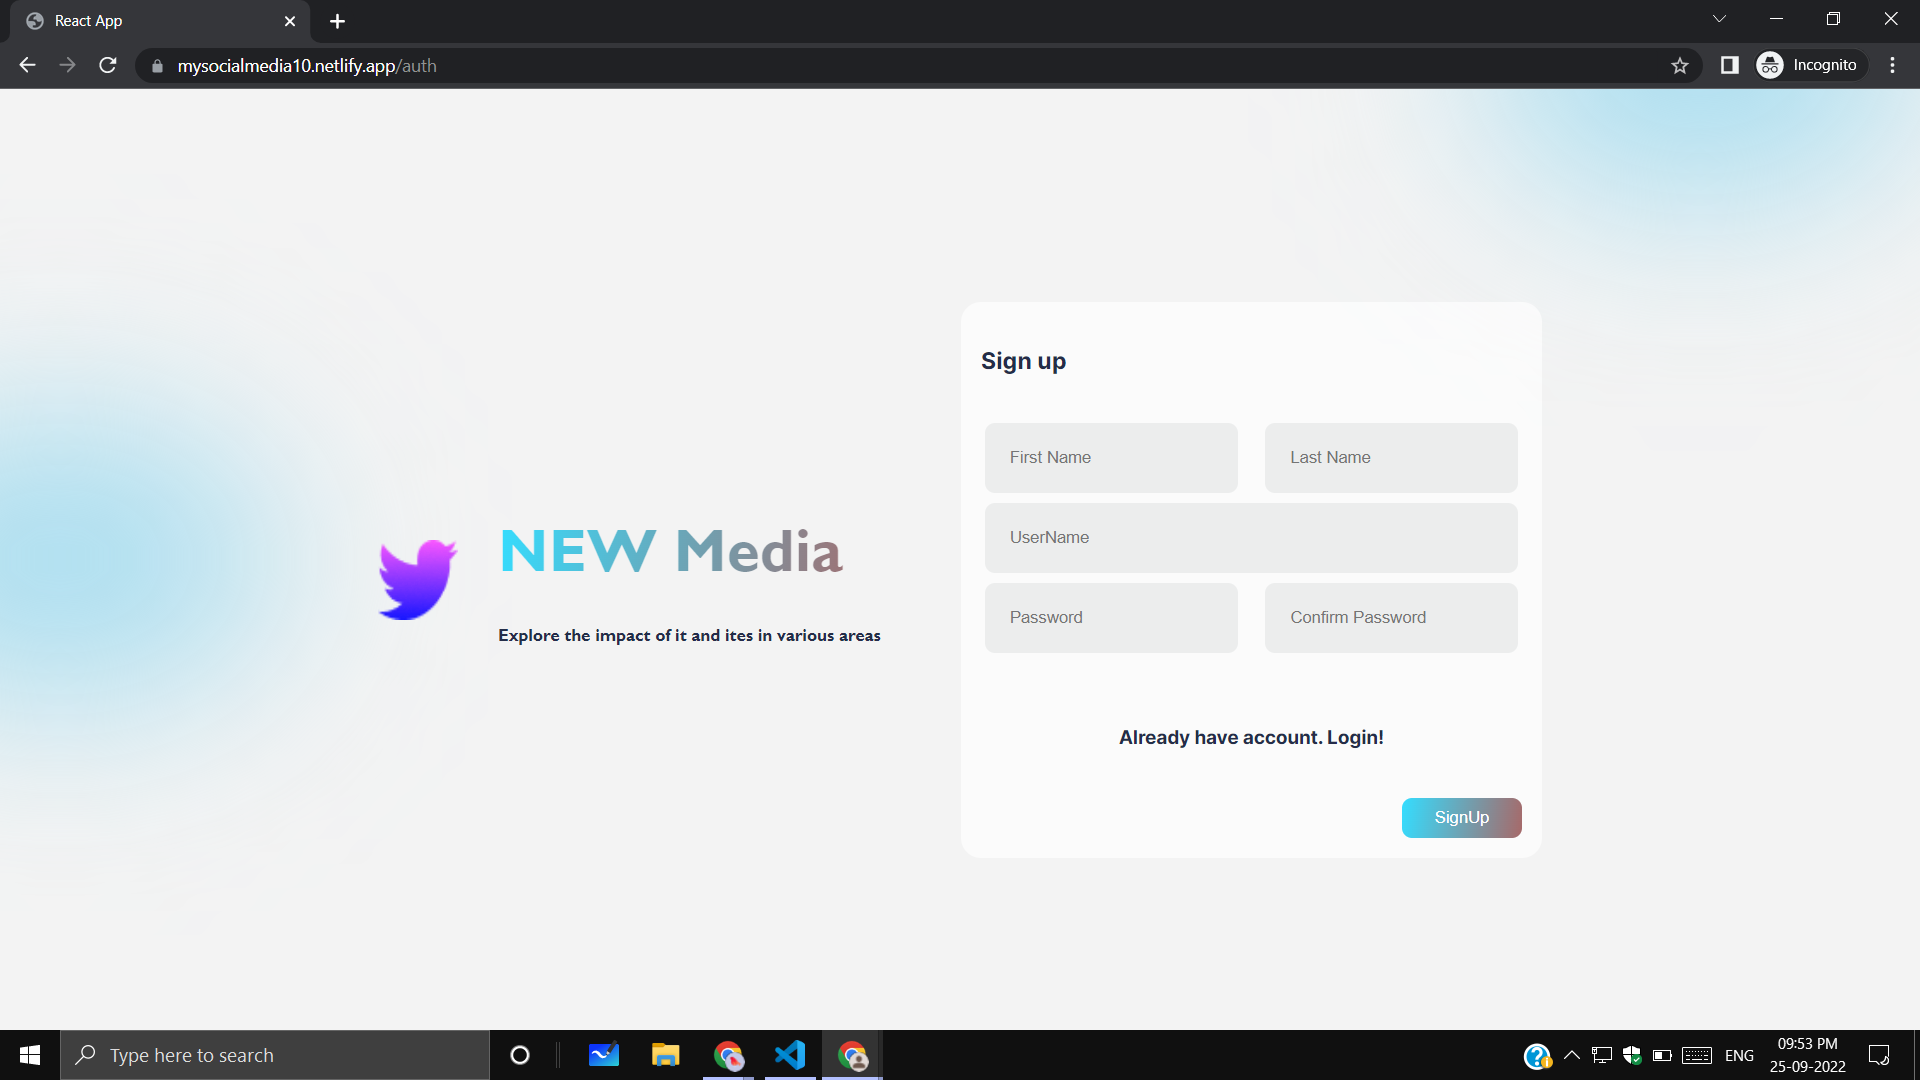 React App
mysocialmedia10.netlify.app/auth
Incognito
Sign up
First Name
Last Name
UserName
Password
Confirm Password
NEW Media
Explore the impact of it and ites in various areas
Already have account. Login!
SignUp
Type here to search
ENG
09:53 PM
25-09-2022